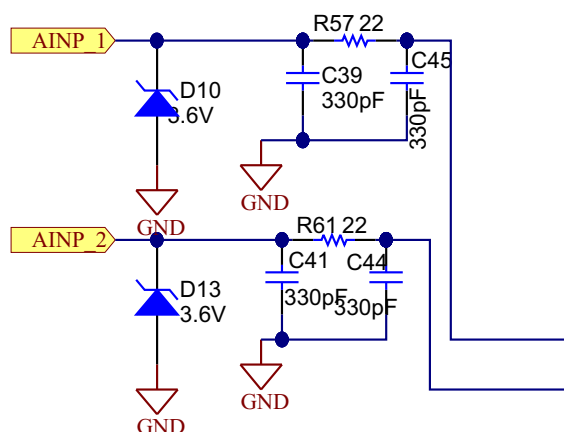 AINP_1
R57 22
C39
330pF
C45
330pF
D10
3.6V
GND
GND
AINP_2
R61 22
C41
330pF
C44
330pF
D13
3.6V
GND
GND